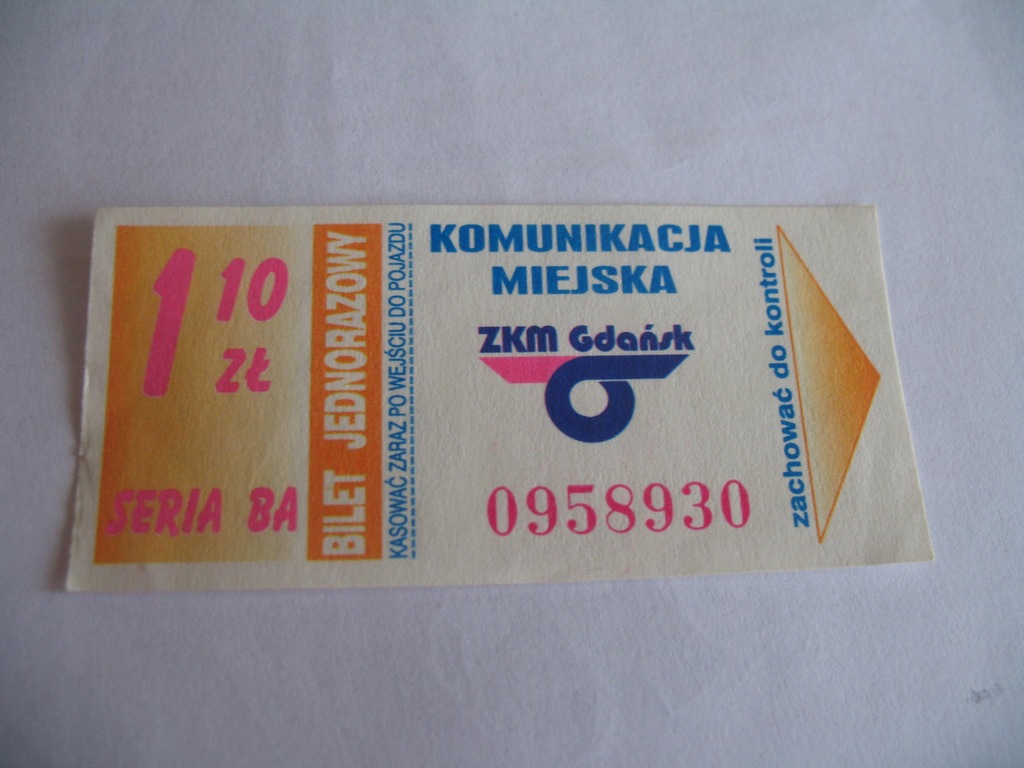 1 10
ZŁ
SERIA BA
BILET JEDNORAZOWY
KASOWAĆ ZARAZ PO WEJŚCIU DO POJAZDU
KOMUNIKACJA
MIEJSKA
ZKM Gdańsk
0958930
zachować do kontroli